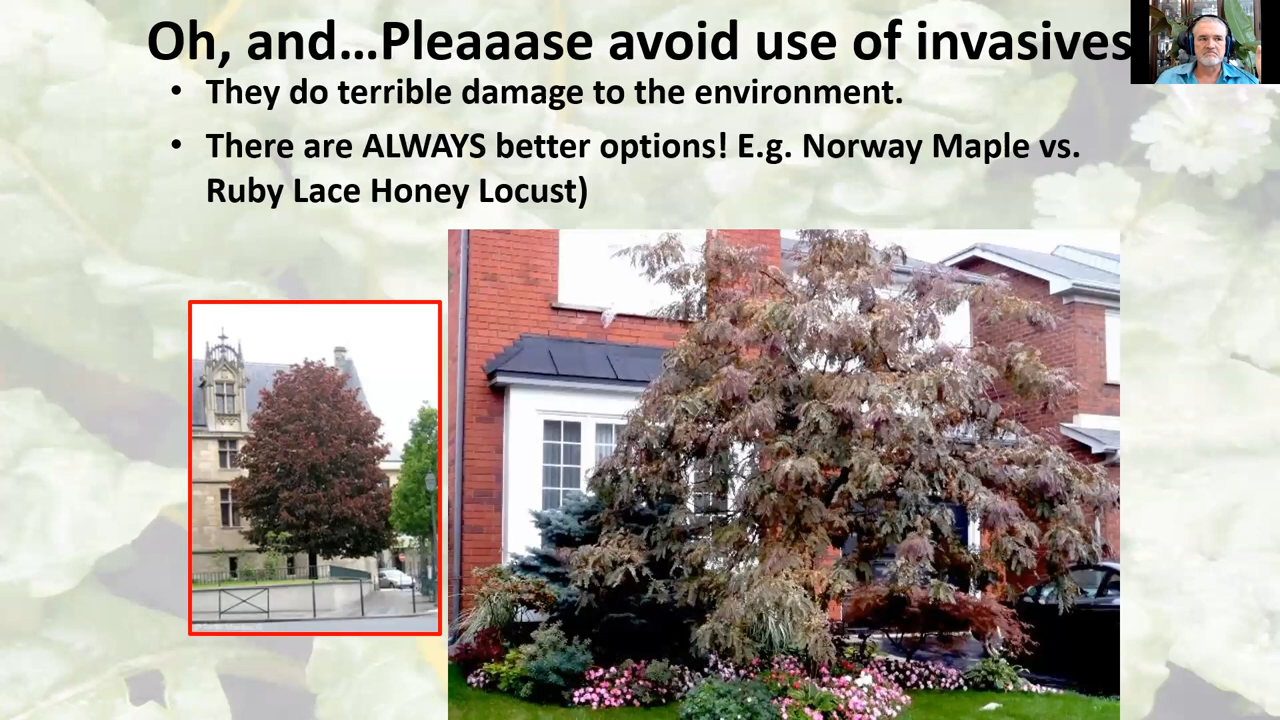 Oh, and...Pleaaase avoid use of invasives
• They do terrible damage to the environment.
• There are ALWAYS better options! E.g. Norway Maple vs.
Ruby Lace Honey Locust)